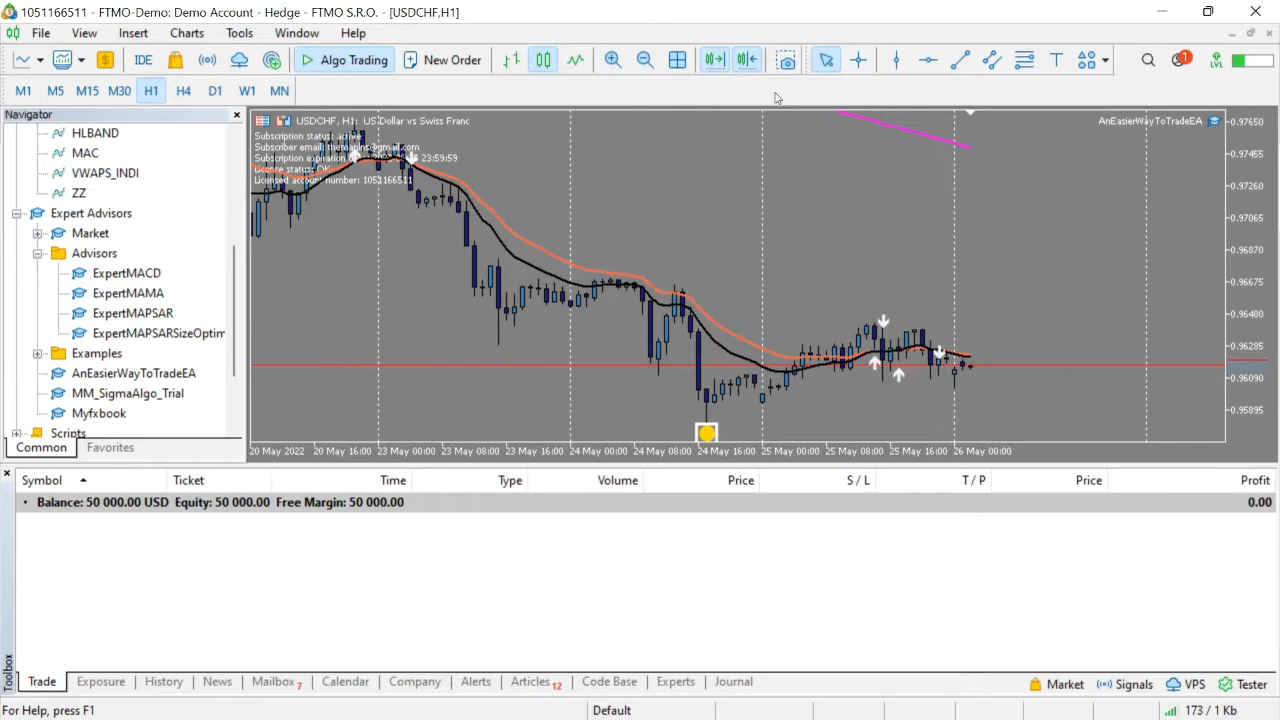 1051166511 - FTMO-Demo: Demo Account - Hedge - FTMO S.R.O. - [USDCHF,H1]
File View Insert Charts Tools Window Help
IDE Algo Trading New Order 1 LVL
M1 M5 M15 M30 H1 H4 D1 W1 MN
Navigator
HLBAND
MAC
VWAPS_INDI
ZZ
Expert Advisors
Market
Advisors
ExpertMACD
ExpertMAMA
ExpertMAPSAR
ExpertMAPSARSizeOptim
Examples
AnEasierWayToTradeEA
MM_SigmaAlgo_Trial
Myfxbook
Scripts
Common Favorites
USDCHF, H1: US Dollar vs Swiss Franc
AnEasierWayToTradeEA
Subscription status: active
Subscriber email: themapins@gmail.com
Subscription expiration 23:59:59
License status: OK
Licensed account number: 1051166511
0.97650
0.97455
0.97260
0.97065
0.96870
0.96675
0.96480
0.96285
0.96090
0.95895
20 May 2022 20 May 16:00 23 May 00:00 23 May 08:00 23 May 16:00 24 May 00:00 24 May 08:00 24 May 16:00 25 May 00:00 25 May 08:00 25 May 16:00 26 May 00:00
Symbol Ticket Time Type Volume Price S / L T / P Price Profit
Balance: 50 000.00 USD Equity: 50 000.00 Free Margin: 50 000.00 0.00
Toolbox
Trade Exposure History News Mailbox 7 Calendar Company Alerts Articles 12 Code Base Experts Journal Market Signals VPS Tester
For Help, press F1 Default 173 / 1 Kb